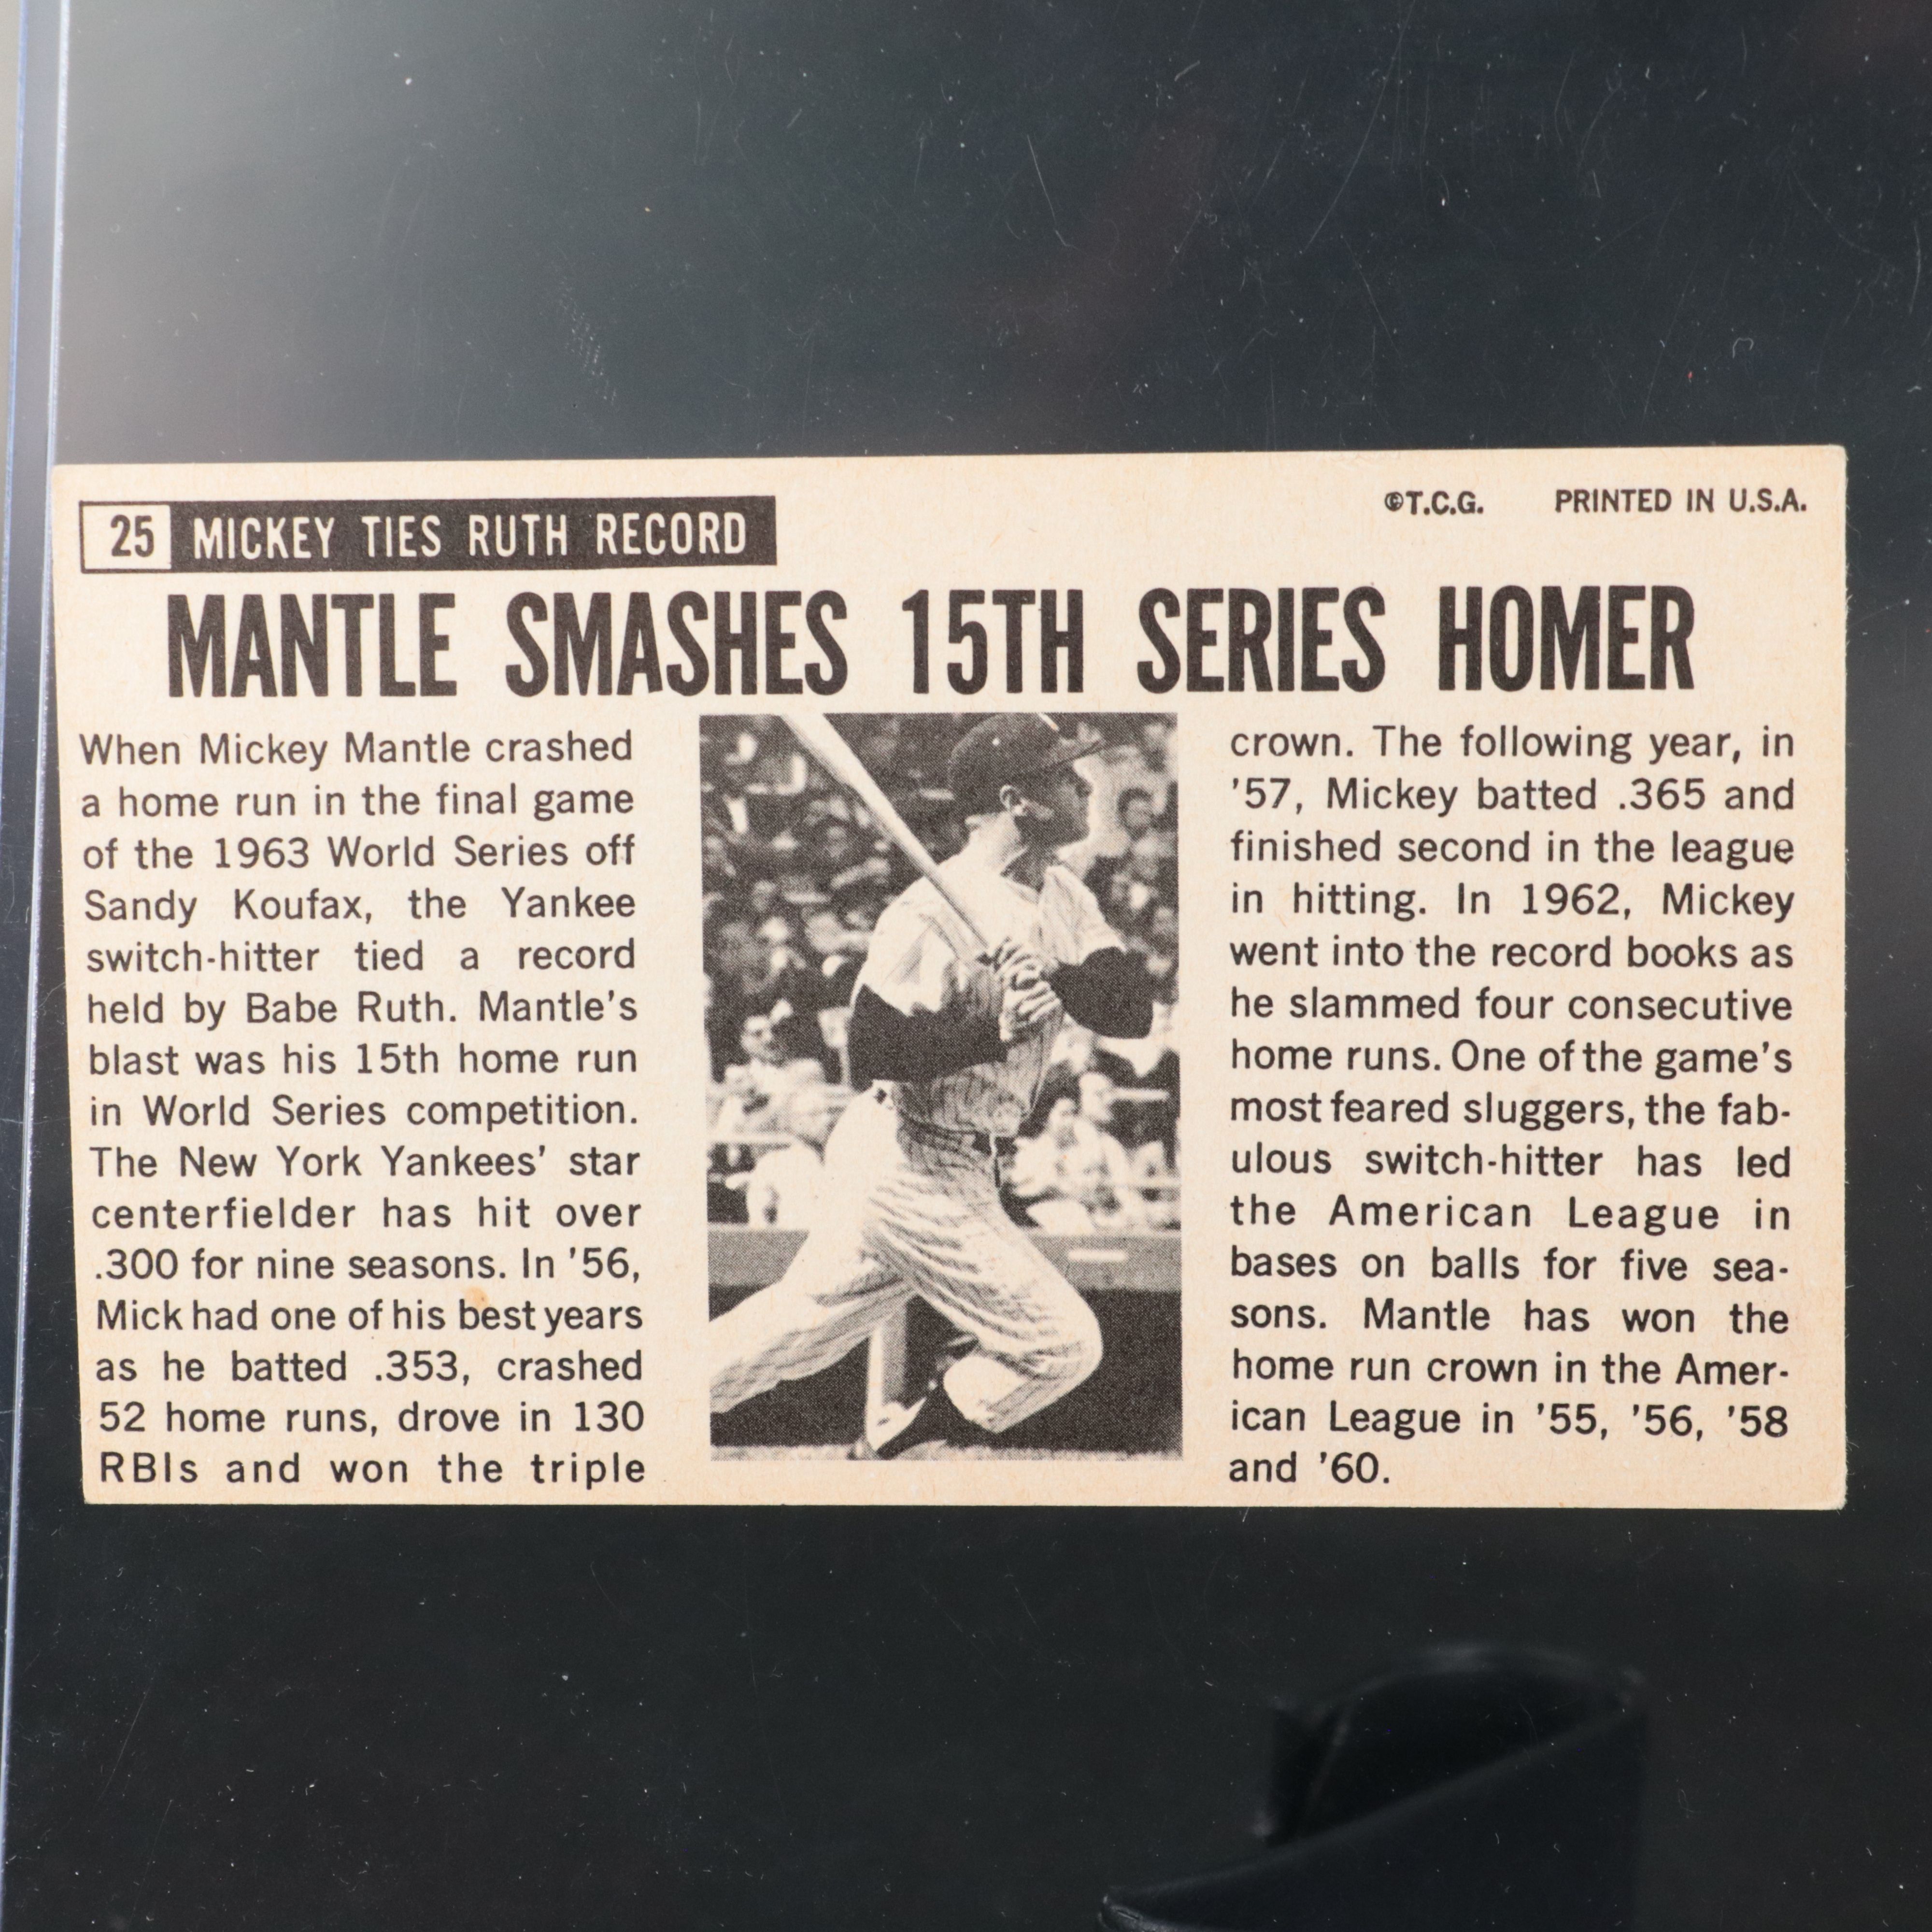 25 MICKEY TIES RUTH RECORD
©T.C.G. PRINTED IN U.S.A.
MANTLE SMASHES 15TH SERIES HOMER
When Mickey Mantle crashed
a home run in the final game
of the 1963 World Series off
Sandy Koufax, the Yankee
switch-hitter tied a record
held by Babe Ruth. Mantle's
blast was his 15th home run
in World Series competition.
The New York Yankees' star
centerfielder has hit over
.300 for nine seasons. In '56,
Mick had one of his best years
as he batted .353, crashed
52 home runs, drove in 130
RBIs and won the triple
crown. The following year, in
'57, Mickey batted .365 and
finished second in the league
in hitting. In 1962, Mickey
went into the record books as
he slammed four consecutive
home runs. One of the game's
most feared sluggers, the fab-
ulous switch-hitter has led
the American League in
bases on balls for five sea-
sons. Mantle has won the
home run crown in the Amer-
ican League in '55, '56, '58
and '60.